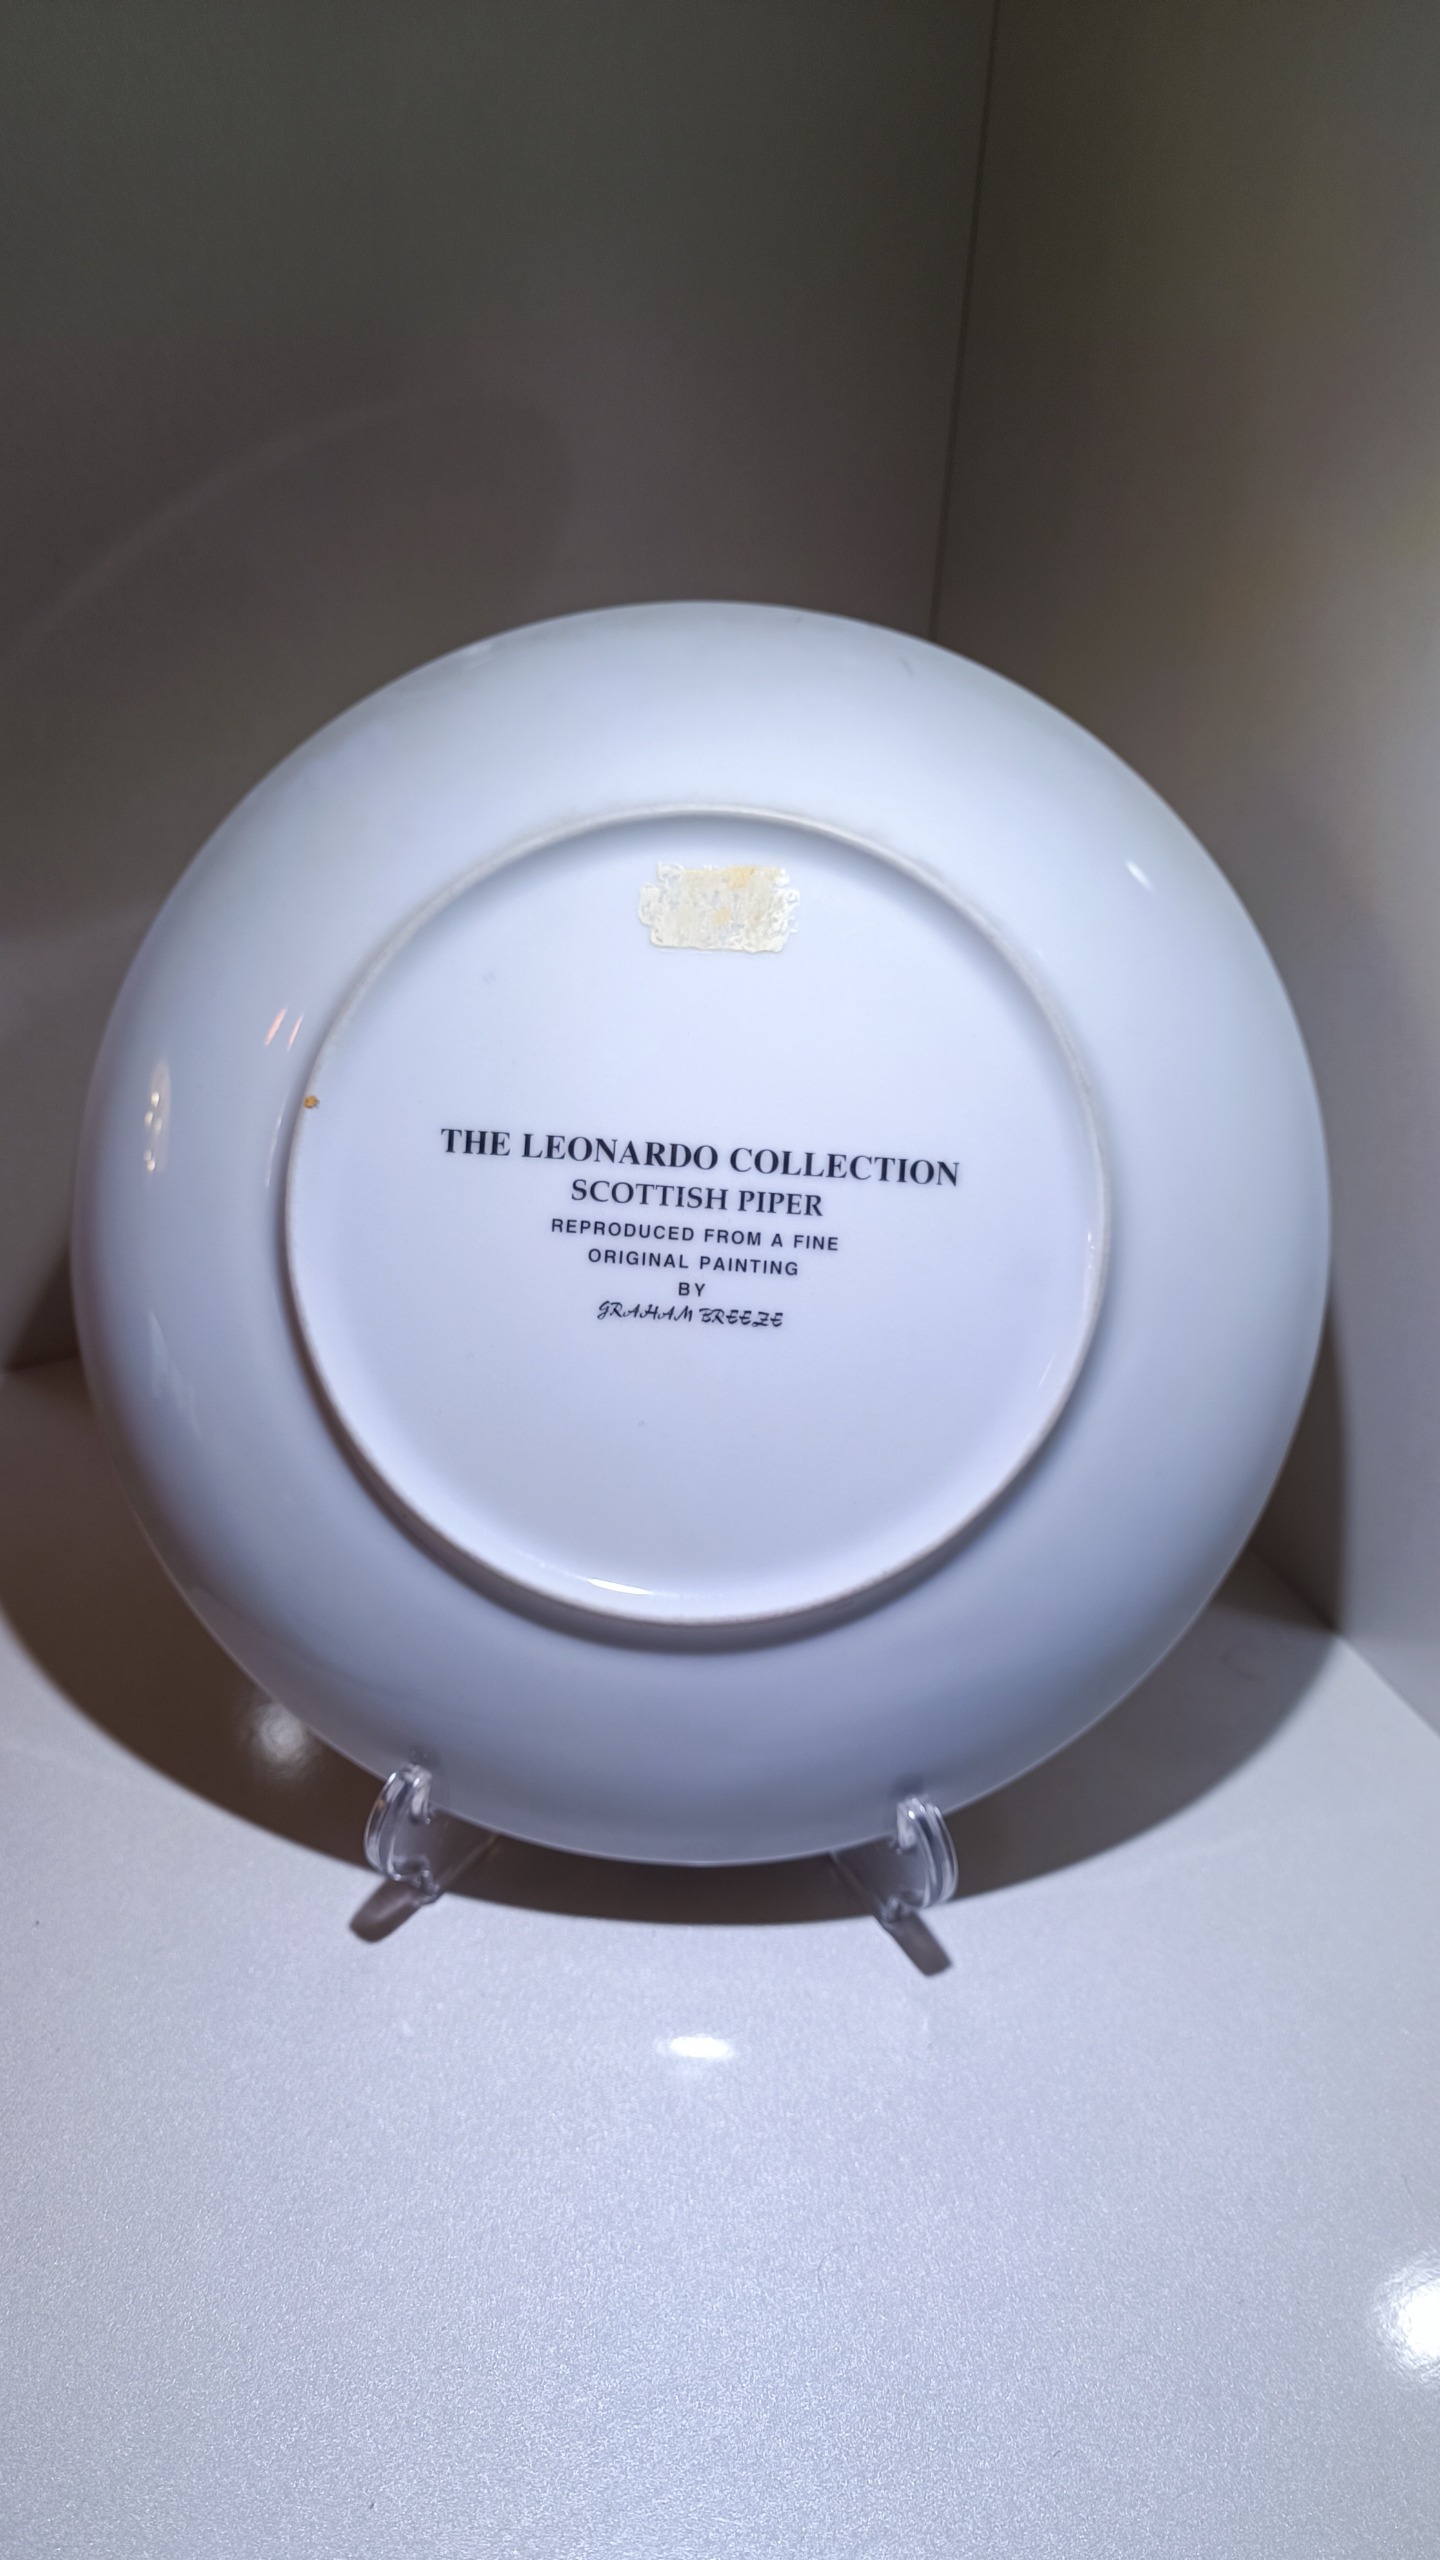 THE LEONARDO COLLECTION
SCOTTISH PIPER
REPRODUCED FROM A FINE
ORIGINAL PAINTING
BY
GRAHAM BREEZE